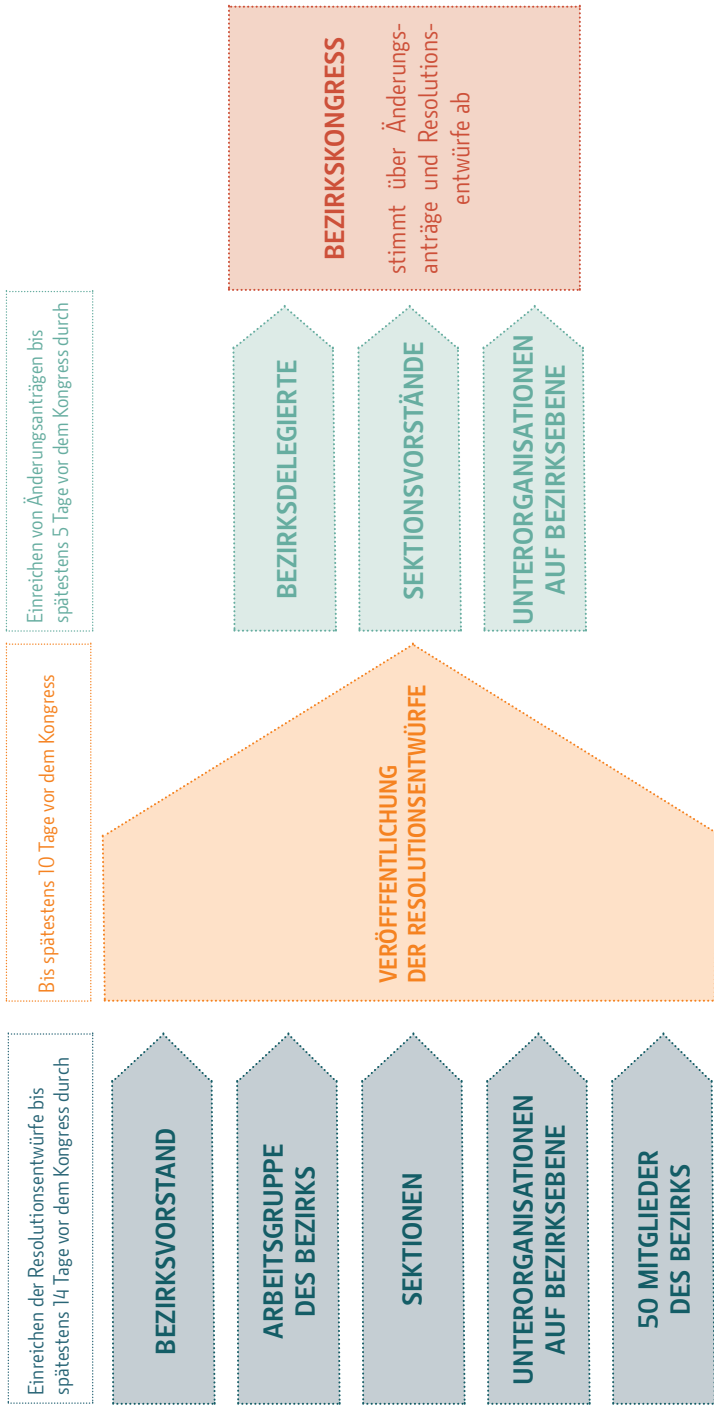 Einreichen der Resolutionsentwürfe bis
spätestens 14 Tage vor dem Kongress durch
BEZIRKSVORSTAND
ARBEITSGRUPPE
DES BEZIRKS
SEKTIONEN
UNTERORGANISATIONEN
AUF BEZIRKSEBENE
50 MITGLIEDER
DES BEZIRKS
Bis spätestens 10 Tage vor dem Kongress
VERÖFFFENTLICHUNG
DER RESOLUTIONSENTWÜRFE
Einreichen von Änderungsanträgen bis
spätestens 5 Tage vor dem Kongress durch
BEZIRKSDELEGIERTE
SEKTIONSVORSTÄNDE
UNTERORGANISATIONEN
AUF BEZIRKSEBENE
BEZIRKSKONGRESS
stimmt über Änderungs-
anträge und Resolutions-
entwürfe ab